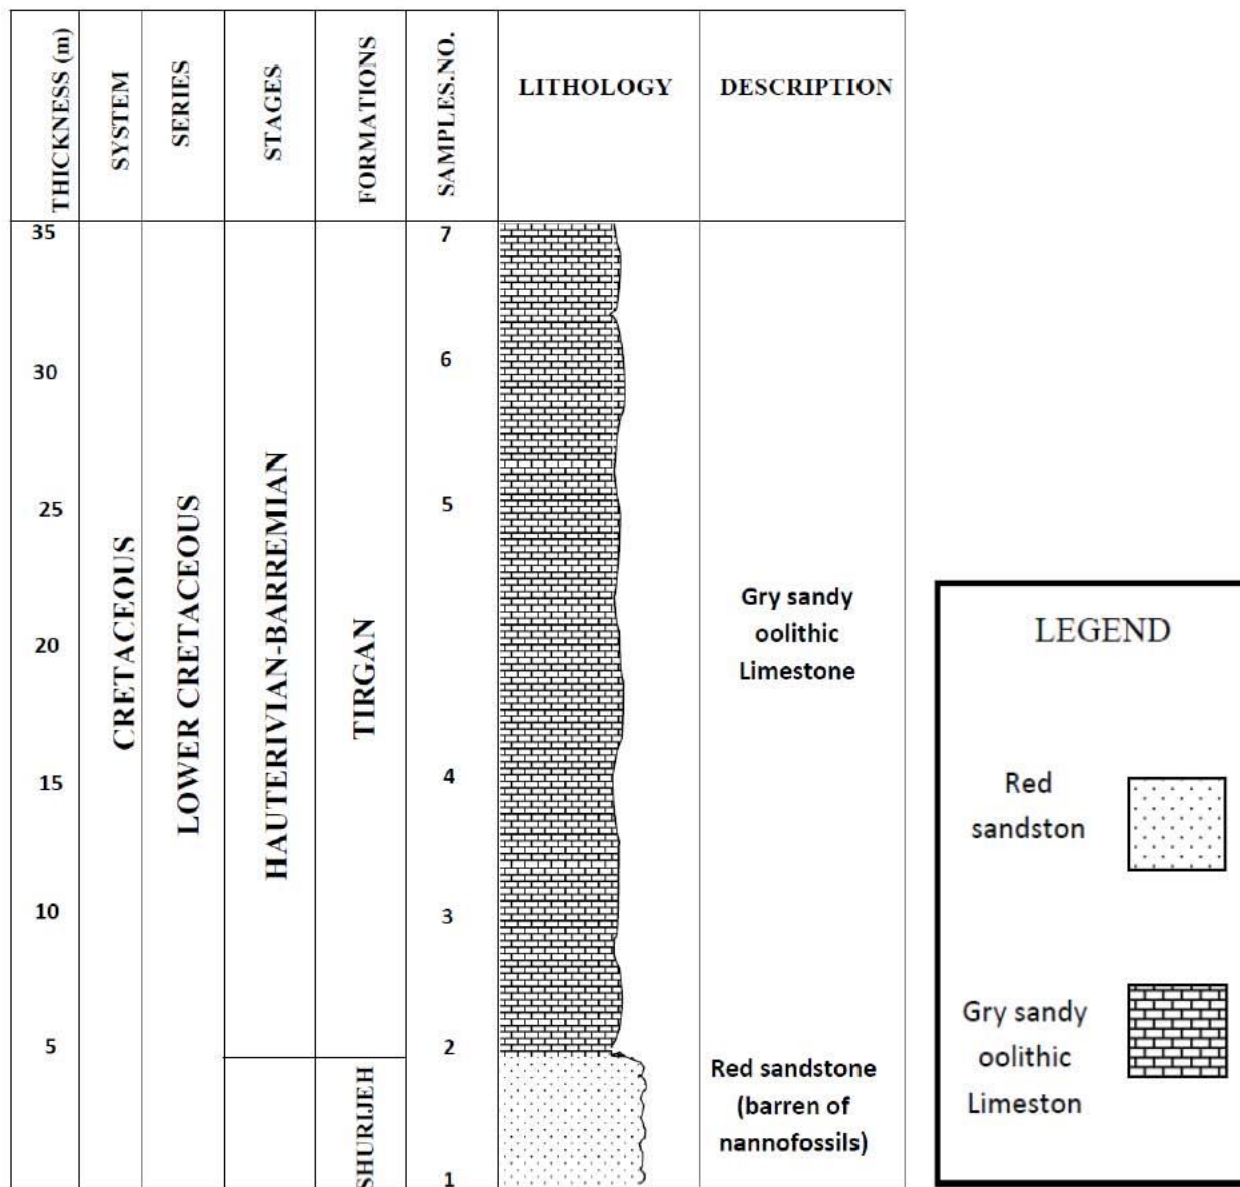 THICKNESS (m)
SYSTEM
SERIES
STAGES
FORMATIONS
SAMPLES.NO.
LITHOLOGY
DESCRIPTION
35
30
25
20
15
10
5
CRETACEOUS
LOWER CRETACEOUS
HAUTERIVIAN-BARREMIAN
TIRGAN
SHURIJEH
7
6
5
4
3
2
1
Gry sandy
oolithic
Limestone
Red sandstone
(barren of
nannofossils)
LEGEND
Red
sandston
Gry sandy
oolithic
Limeston